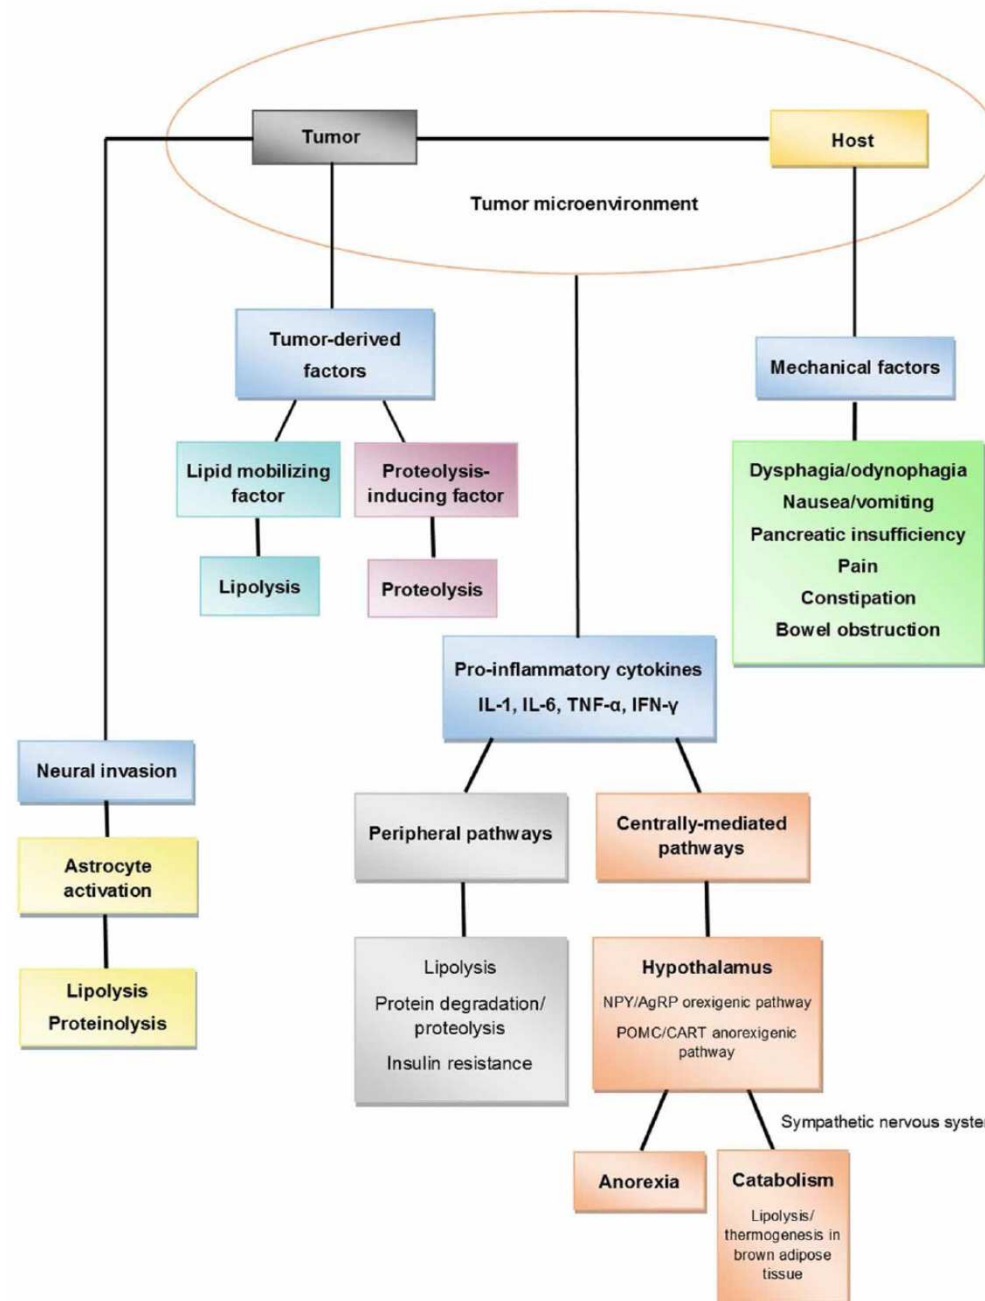 Tumor
Host
Tumor microenvironment
Tumor-derived
factors
Mechanical factors
Lipid mobilizing
factor
Proteolysis-
inducing factor
Lipolysis
Proteolysis
Dysphagia/odynophagia
Nausea/vomiting
Pancreatic insufficiency
Pain
Constipation
Bowel obstruction
Pro-inflammatory cytokines
IL-1, IL-6, TNF-α, IFN-γ
Neural invasion
Astrocyte
activation
Lipolysis
Proteinolysis
Peripheral pathways
Centrally-mediated
pathways
Lipolysis
Protein degradation/
proteolysis
Insulin resistance
Hypothalamus
NPY/AgRP orexigenic pathway
POMC/CART anorexigenic
pathway
Sympathetic nervous syste
Anorexia
Catabolism
Lipolysis/
thermogenesis in
brown adipose
tissue